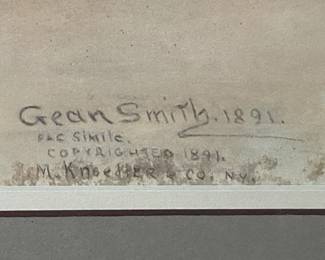 Gean Smith. 1891.
FAC SIMILE.
COPYRIGHTED 1891.
M. Knoedler & CO. N.Y.